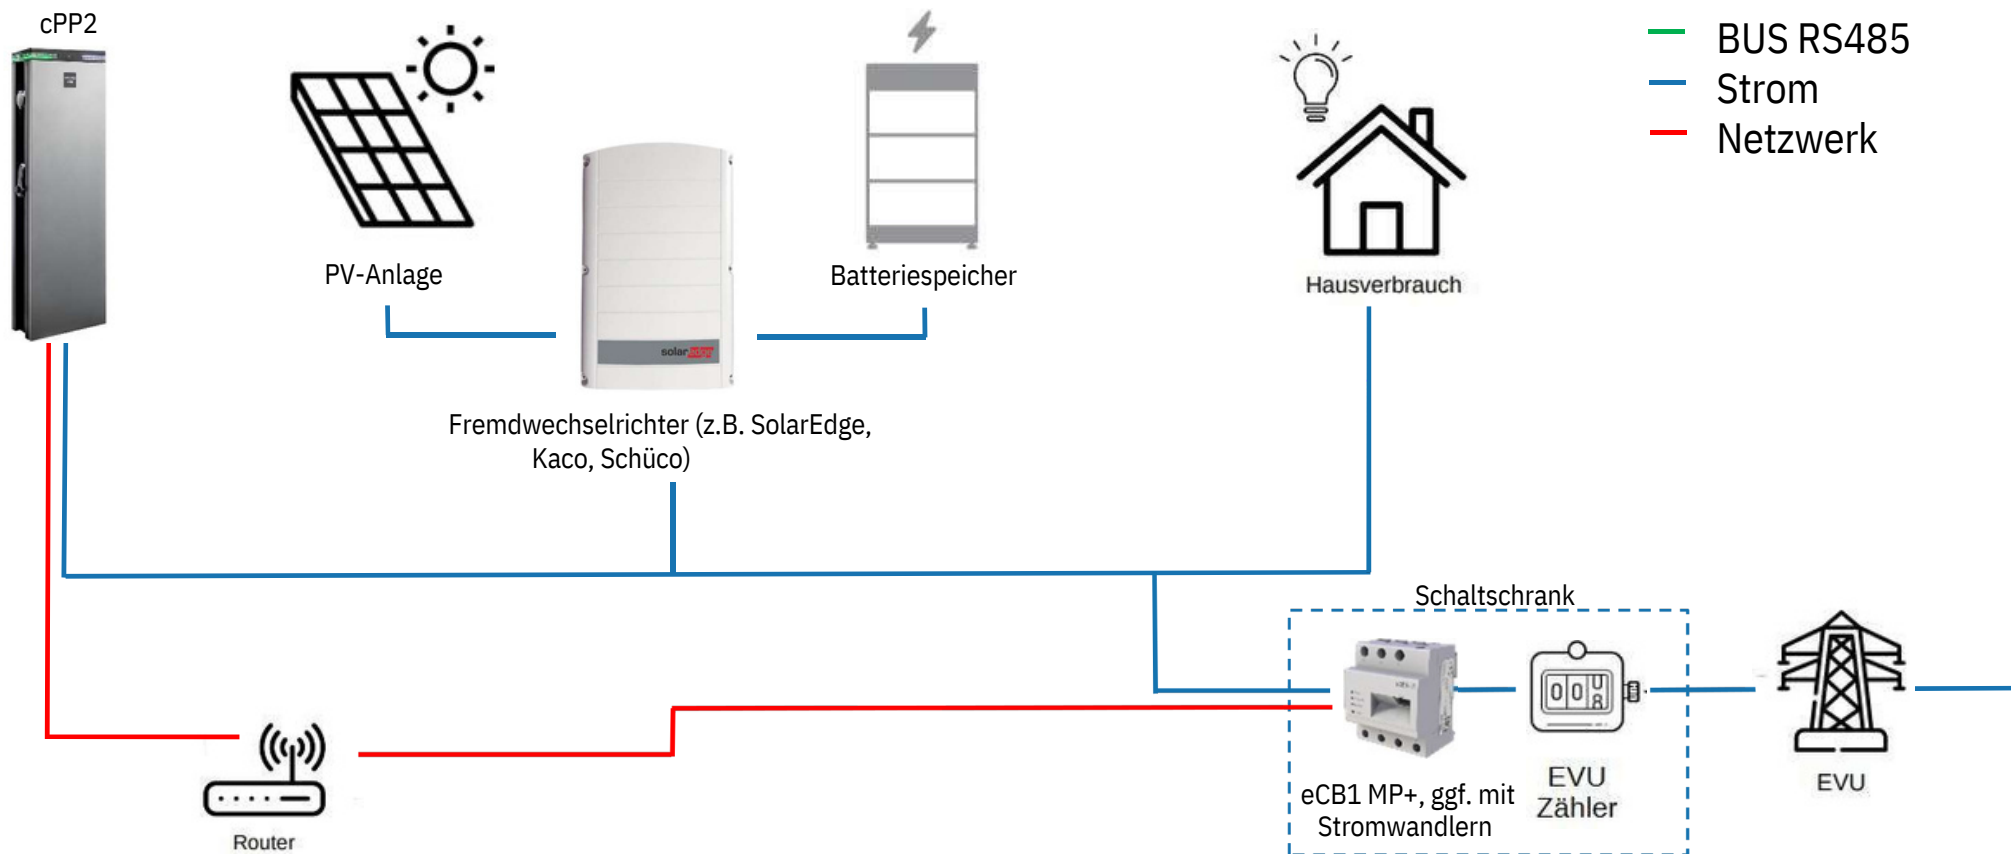 cPP2
BUS RS485
Strom
Netzwerk
PV-Anlage
Batteriespeicher
Hausverbrauch
solaredge
Fremdwechselrichter (z.B. SolarEdge,
Kaco, Schüco)
Schaltschrank
eCB1 MP+, ggf. mit
Stromwandlern
EVU
Zähler
EVU
Router